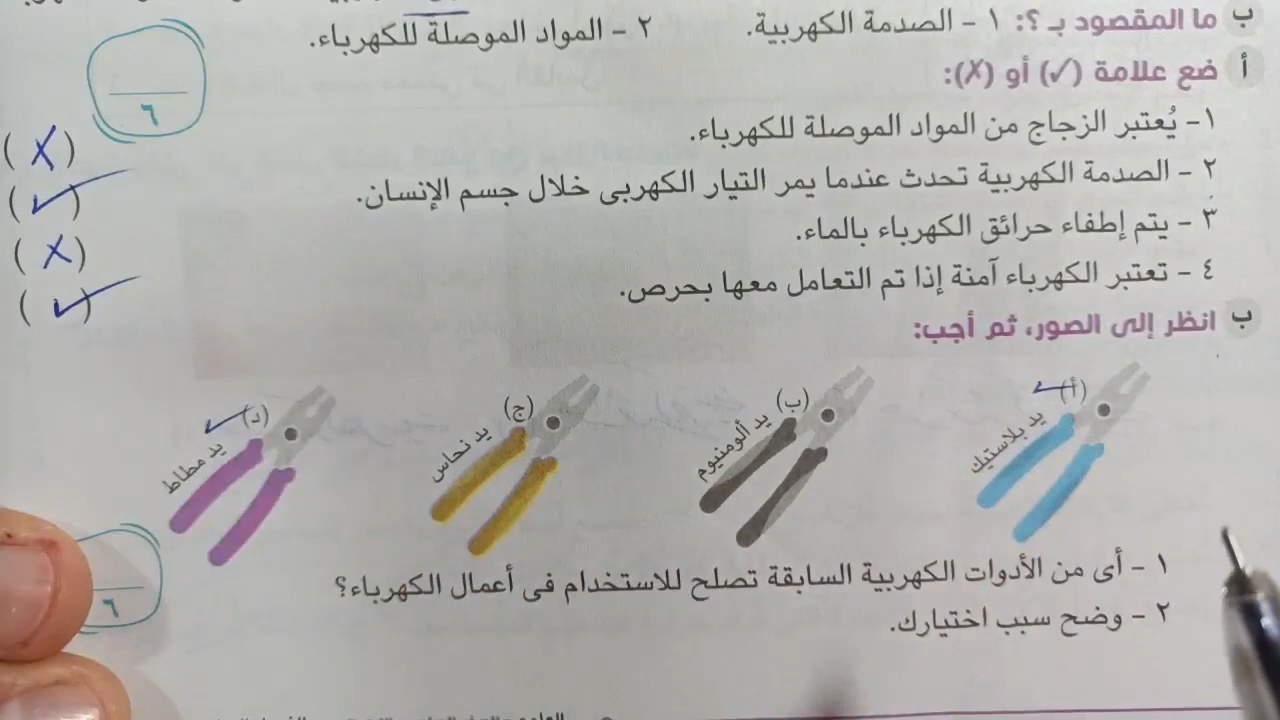 ب ما المقصود بـ ؟: ١ - الصدمة الكهربية. ٢ - المواد الموصلة للكهرباء.
٦
أ ضع علامة (✓) أو (✗):
١- يُعتبر الزجاج من المواد الموصلة للكهرباء. (✗)
٢ - الصدمة الكهربية تحدث عندما يمر التيار الكهربى خلال جسم الإنسان. (✓)
٣ - يتم إطفاء حرائق الكهرباء بالماء. (✗)
٤ - تعتبر الكهرباء آمنة إذا تم التعامل معها بحرص. (✓)
ب انظر إلى الصور، ثم أجب:
(أ) ✓
يد بلاستيك
(ب)
يد ألومنيوم
(ج)
يد نحاس
(د) ✓
يد مطاط
١ - أى من الأدوات الكهربية السابقة تصلح للاستخدام فى أعمال الكهرباء؟
٢ - وضح سبب اختيارك.
٦